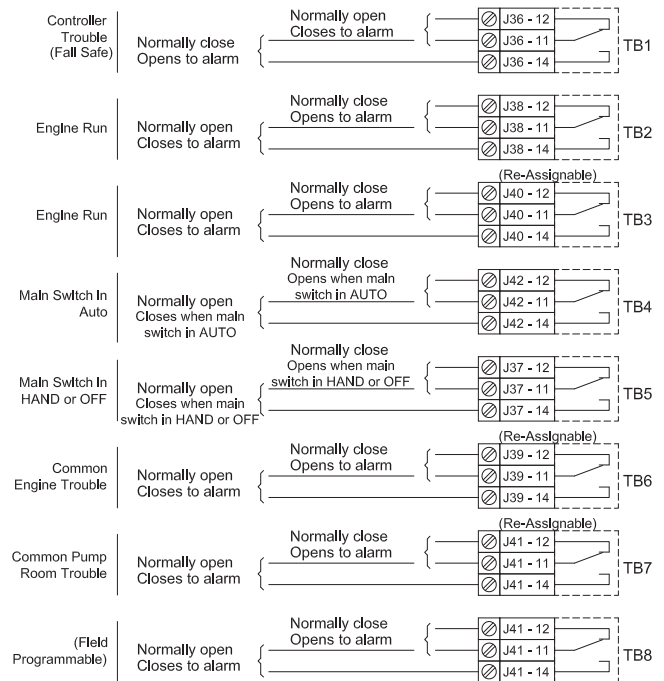 Controller
Trouble
(Fall Safe)
Normally close
Opens to alarm
Normally open
Closes to alarm
J36 - 12
J36 - 11
J36 - 14
TB1
Engine Run
Normally open
Closes to alarm
Normally close
Opens to alarm
J38 - 12
J38 - 11
J38 - 14
TB2
(Re-Assignable)
Engine Run
Normally open
Closes to alarm
Normally close
Opens to alarm
J40 - 12
J40 - 11
J40 - 14
TB3
Main Switch In
Auto
Normally open
Closes when main
switch in AUTO
Normally close
Opens when main
switch in AUTO
J42 - 12
J42 - 11
J42 - 14
TB4
Main Switch In
HAND or OFF
Normally open
Closes when main
switch in HAND or OFF
Normally close
Opens when main
switch in HAND or OFF
J37 - 12
J37 - 11
J37 - 14
TB5
(Re-Assignable)
Common
Engine Trouble
Normally open
Closes to alarm
Normally close
Opens to alarm
J39 - 12
J39 - 11
J39 - 14
TB6
(Re-Assignable)
Common Pump
Room Trouble
Normally open
Closes to alarm
Normally close
Opens to alarm
J41 - 12
J41 - 11
J41 - 14
TB7
(Field
Programmable)
Normally open
Closes to alarm
Normally close
Opens to alarm
J41 - 12
J41 - 11
J41 - 14
TB8